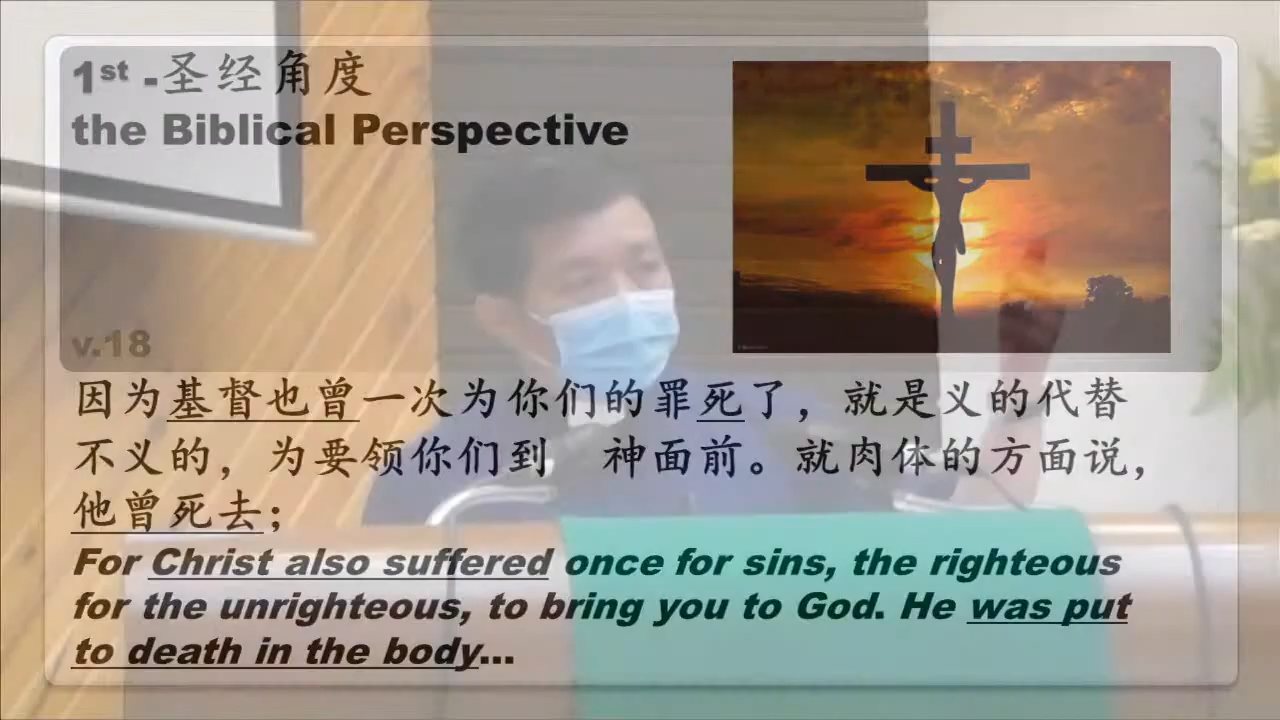 1st -圣经角度
the Biblical Perspective
v.18
因为基督也曾一次为你们的罪死了，就是义的代替
不义的，为要领你们到　神面前。就肉体的方面说，
他曾死去；
For Christ also suffered once for sins, the righteous
for the unrighteous, to bring you to God. He was put
to death in the body...